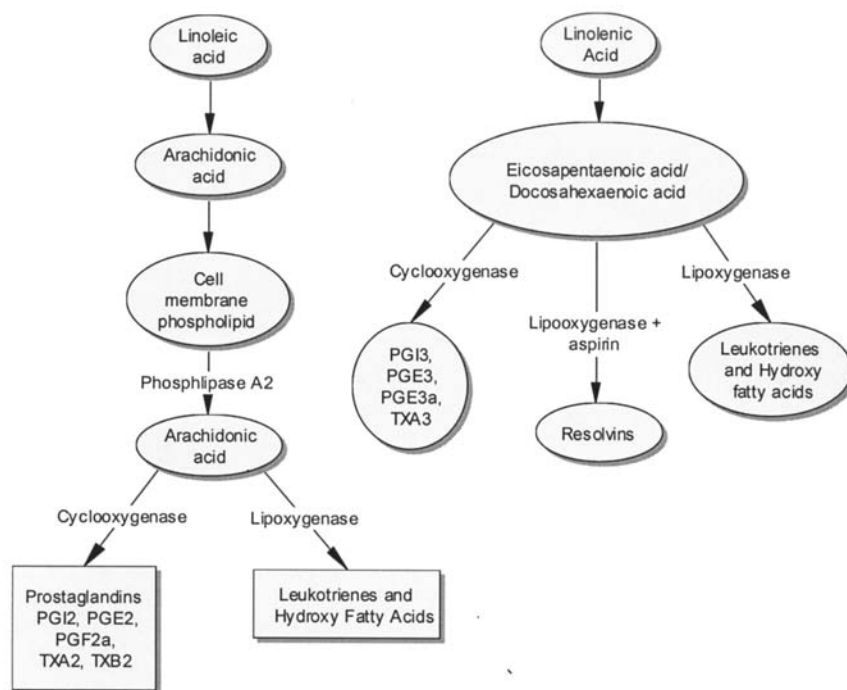 Linoleic
acid
Arachidonic
acid
Cell
membrane
phospholipid
Phosphlipase A2
Arachidonic
acid
Cyclooxygenase
Lipoxygenase
Prostaglandins
PGI2, PGE2,
PGF2a,
TXA2, TXB2
Leukotrienes and
Hydroxy Fatty Acids
Linolenic
Acid
Eicosapentaenoic acid/
Docosahexaenoic acid
Cyclooxygenase
Lipooxygenase +
aspirin
Lipoxygenase
PGI3,
PGE3,
PGE3a,
TXA3
Resolvins
Leukotrienes
and Hydroxy
fatty acids